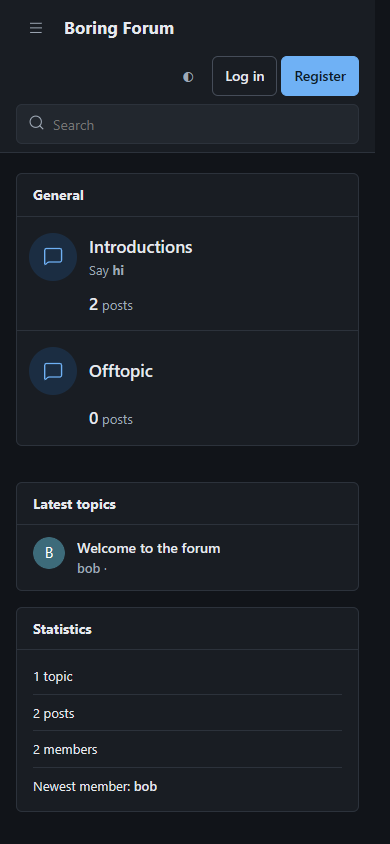 Boring Forum
Log in
Register
Search
General
Introductions
Say hi
2 posts
Offtopic
0 posts
Latest topics
B
Welcome to the forum
bob ·
Statistics
1 topic
2 posts
2 members
Newest member: bob